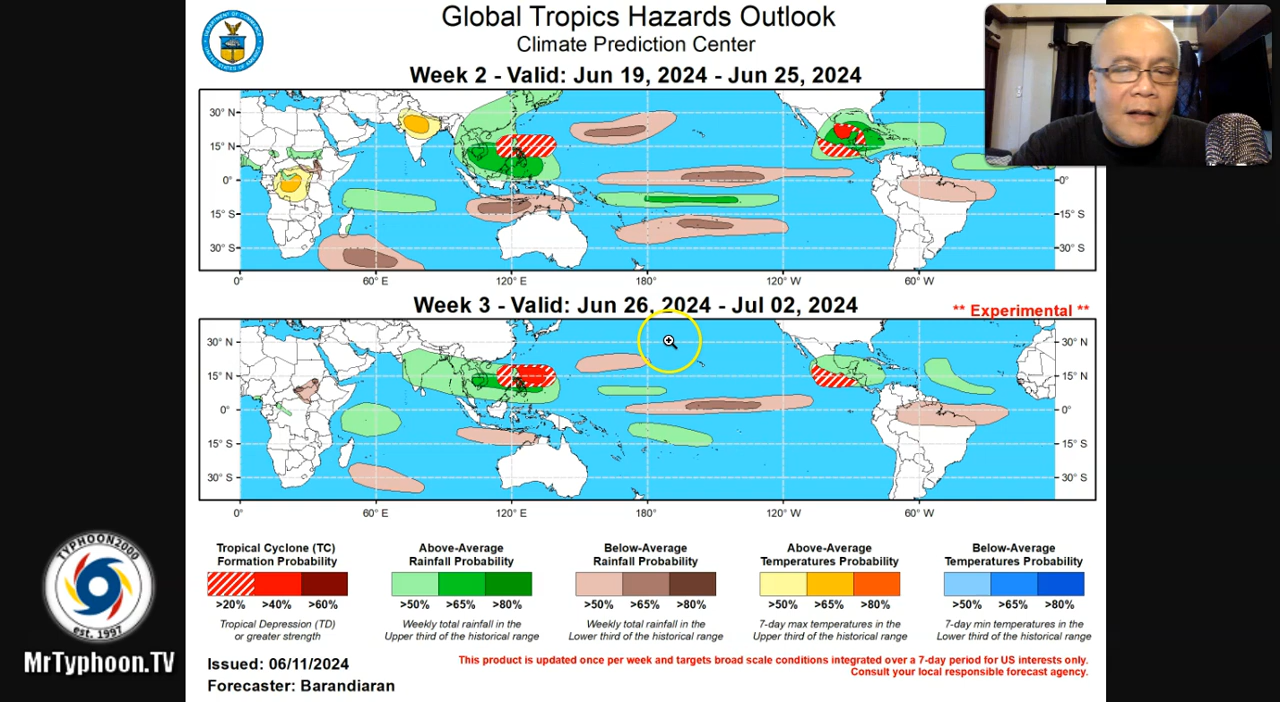 Global Tropics Hazards Outlook
Climate Prediction Center
Week 2 - Valid: Jun 19, 2024 - Jun 25, 2024
30° N
15° N
0°
15° S
30° S
0°
15° S
30° S
0°
60° E
120° E
180°
120° W
60° W
Week 3 - Valid: Jun 26, 2024 - Jul 02, 2024
** Experimental **
30° N
15° N
0°
15° S
30° S
30° N
15° N
0°
15° S
30° S
0°
60° E
120° E
180°
120° W
60° W
Tropical Cyclone (TC)
Formation Probability
>20% >40% >60%
Tropical Depression (TD)
or greater strength
Above-Average
Rainfall Probability
>50% >65% >80%
Weekly total rainfall in the
Upper third of the historical range
Below-Average
Rainfall Probability
>50% >65% >80%
Weekly total rainfall in the
Lower third of the historical range
Above-Average
Temperatures Probability
>50% >65% >80%
7-day max temperatures in the
Upper third of the historical range
Below-Average
Temperatures Probability
>50% >65% >80%
7-day min temperatures in the
Lower third of the historical range
Issued: 06/11/2024
Forecaster: Barandiaran
This product is updated once per week and targets broad scale conditions integrated over a 7-day period for US interests only.
Consult your local responsible forecast agency.
TYPHOON2000
est. 1997
MrTyphoon.TV